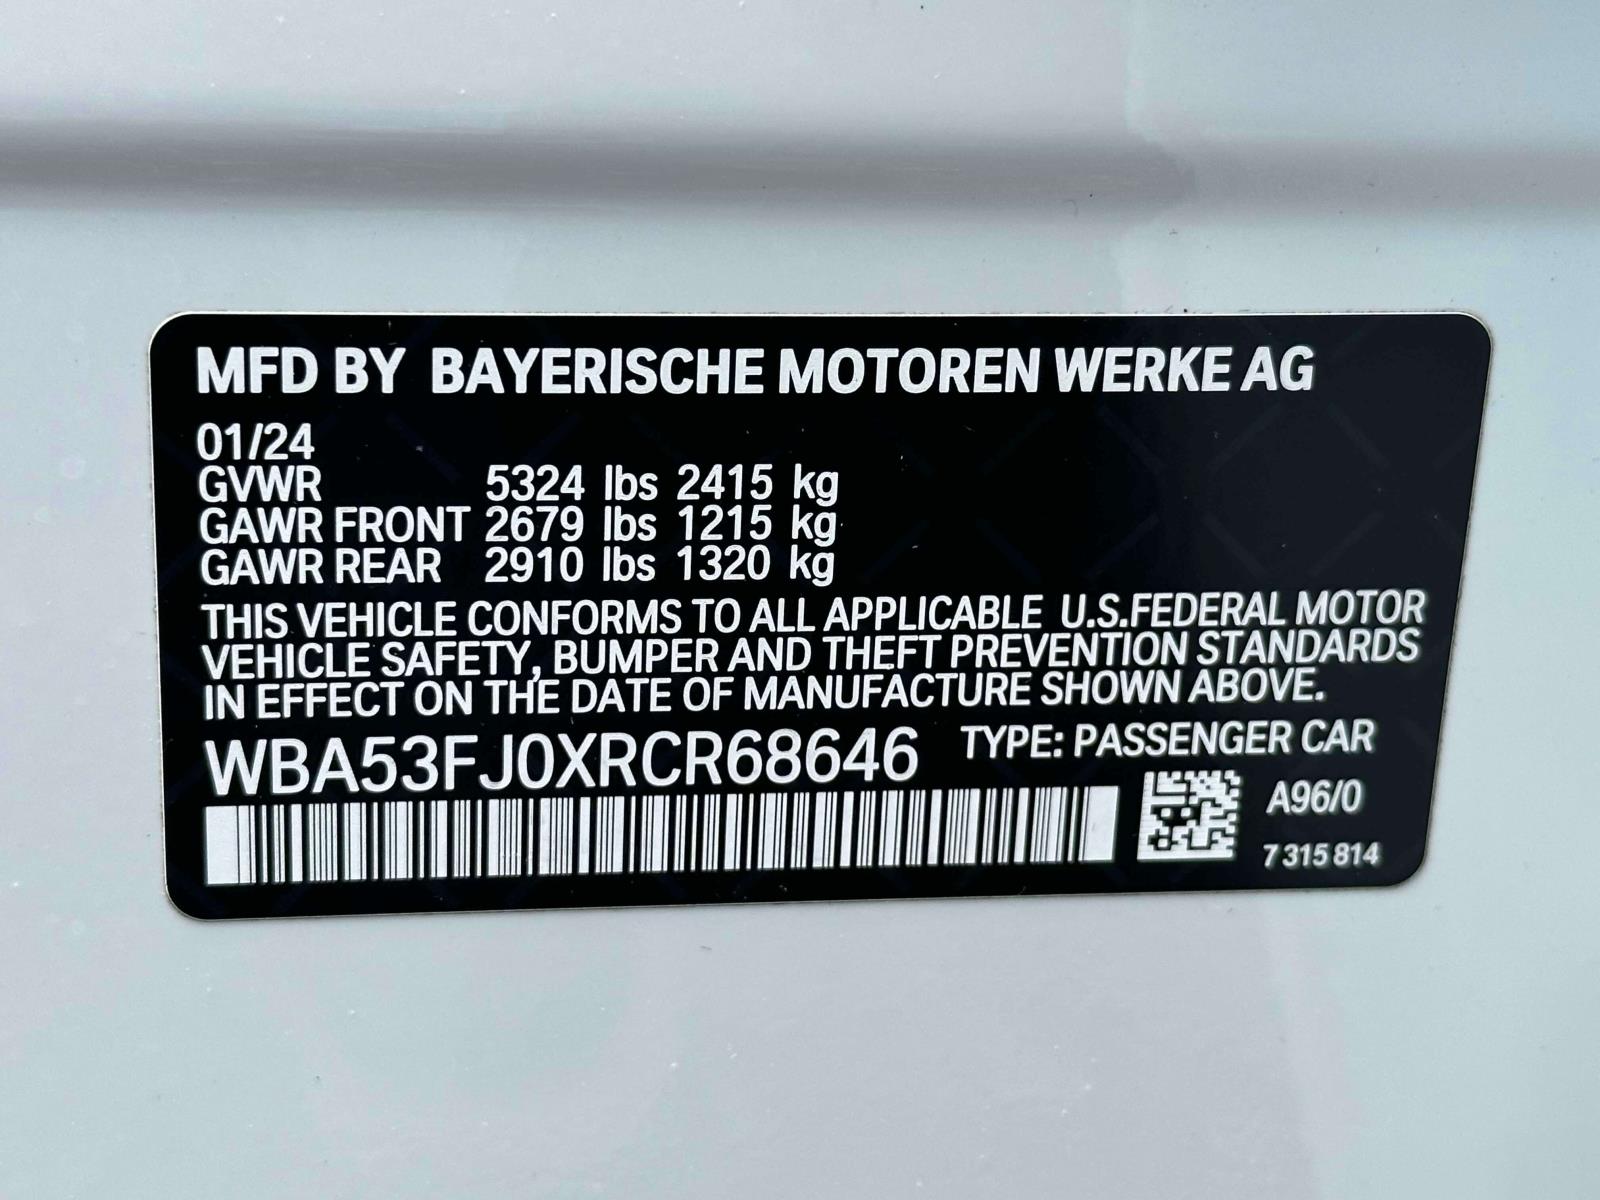 MFD BY BAYERISCHE MOTOREN WERKE AG
01/24
GVWR 5324 lbs 2415 kg
GAWR FRONT 2679 lbs 1215 kg
GAWR REAR 2910 lbs 1320 kg
THIS VEHICLE CONFORMS TO ALL APPLICABLE U.S.FEDERAL MOTOR
VEHICLE SAFETY, BUMPER AND THEFT PREVENTION STANDARDS
IN EFFECT ON THE DATE OF MANUFACTURE SHOWN ABOVE.
WBA53FJ0XRCR68646 TYPE: PASSENGER CAR
A96/0
7 315 814